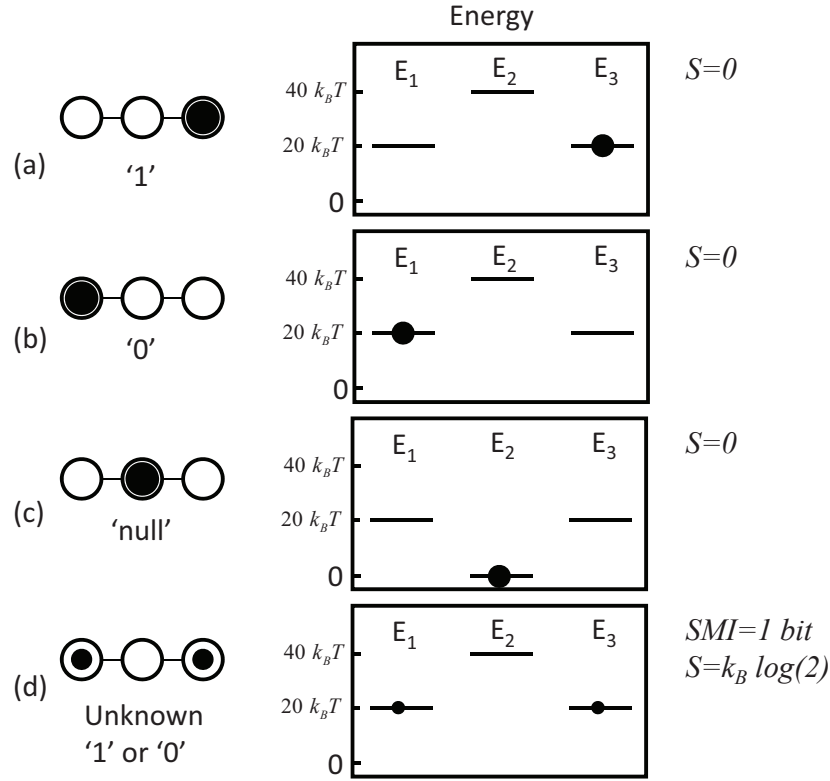 Energy
(a)
'1'
40 k_BT
20 k_BT
0
E₁
E₂
E₃
S=0
(b)
'0'
40 k_BT
20 k_BT
0
E₁
E₂
E₃
S=0
(c)
'null'
40 k_BT
20 k_BT
0
E₁
E₂
E₃
S=0
(d)
Unknown
'1' or '0'
40 k_BT
20 k_BT
0
E₁
E₂
E₃
SMI=1 bit
S=k_B log(2)